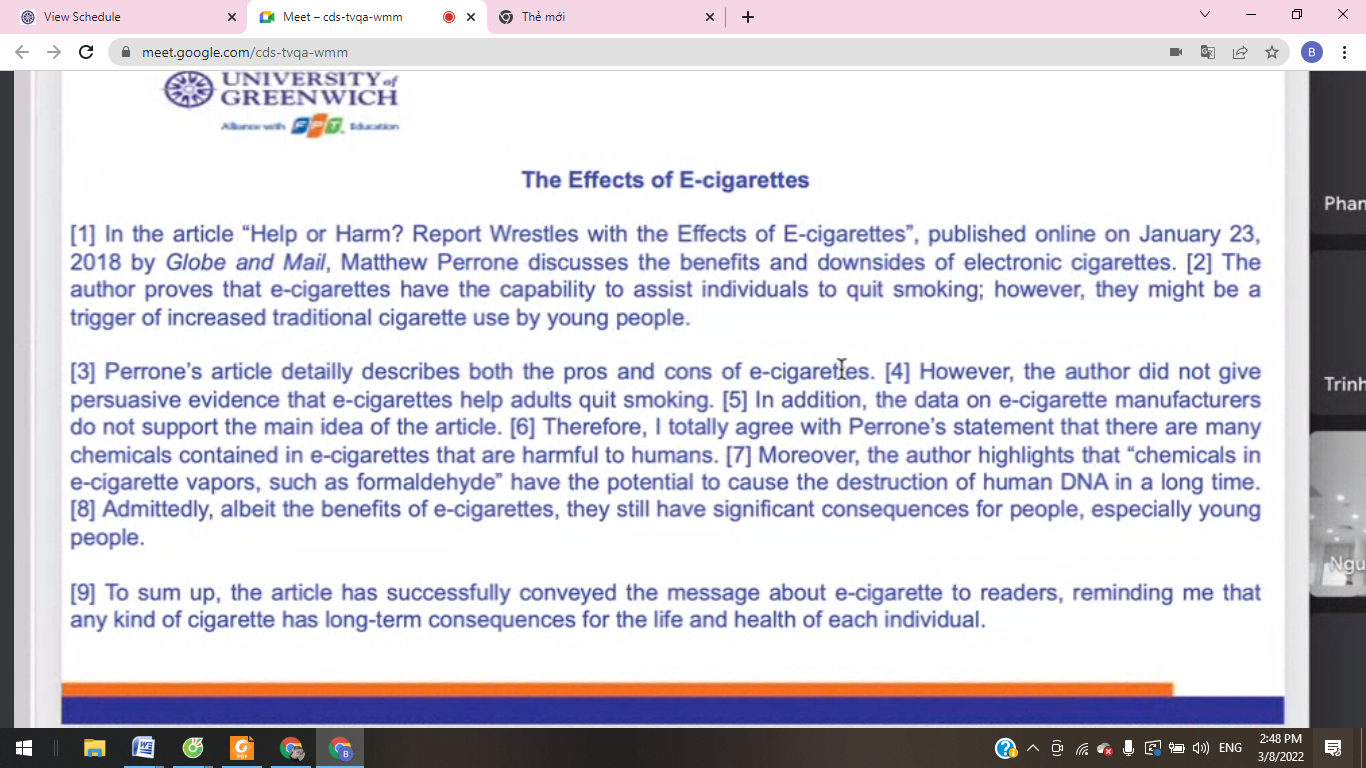 View Schedule
Meet – cds-tvqa-wmm
Thẻ mới
meet.google.com/cds-tvqa-wmm
B
UNIVERSITY of
GREENWICH
Alliance with FPT. Education
The Effects of E-cigarettes
[1] In the article “Help or Harm? Report Wrestles with the Effects of E-cigarettes”, published online on January 23,
2018 by Globe and Mail, Matthew Perrone discusses the benefits and downsides of electronic cigarettes. [2] The
author proves that e-cigarettes have the capability to assist individuals to quit smoking; however, they might be a
trigger of increased traditional cigarette use by young people.
[3] Perrone’s article detailly describes both the pros and cons of e-cigarettes. [4] However, the author did not give
persuasive evidence that e-cigarettes help adults quit smoking. [5] In addition, the data on e-cigarette manufacturers
do not support the main idea of the article. [6] Therefore, I totally agree with Perrone’s statement that there are many
chemicals contained in e-cigarettes that are harmful to humans. [7] Moreover, the author highlights that “chemicals in
e-cigarette vapors, such as formaldehyde” have the potential to cause the destruction of human DNA in a long time.
[8] Admittedly, albeit the benefits of e-cigarettes, they still have significant consequences for people, especially young
people.
[9] To sum up, the article has successfully conveyed the message about e-cigarette to readers, reminding me that
any kind of cigarette has long-term consequences for the life and health of each individual.
Phan
Trinh
Ngu
ENG
2:48 PM
3/8/2022